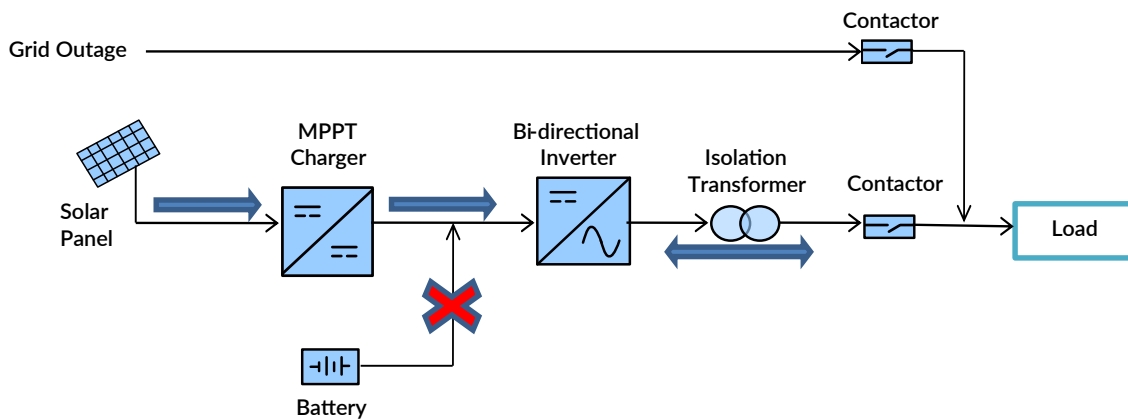 Contactor
Grid Outage
MPPT
Charger
Bi-directional
Inverter
Isolation
Transformer
Contactor
Solar
Panel
Load
Battery